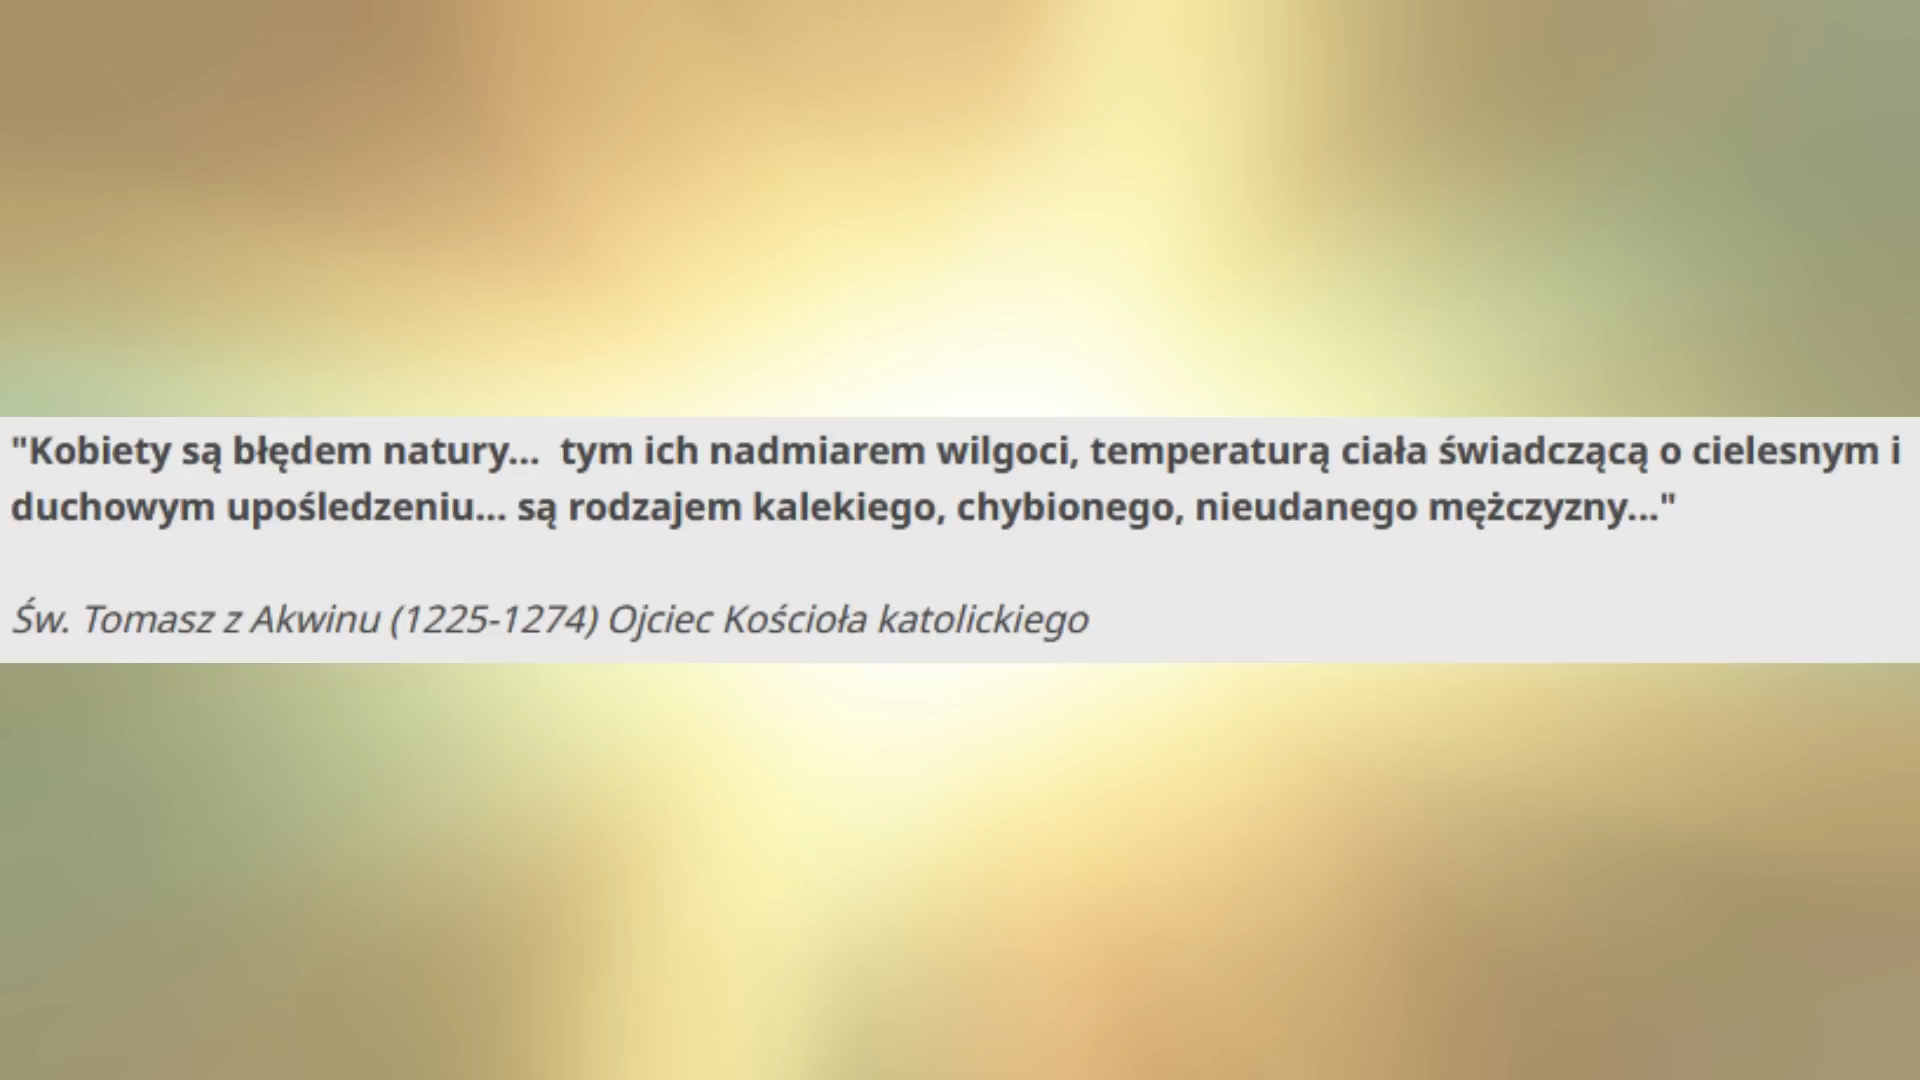 "Kobiety są błędem natury...  tym ich nadmiarem wilgoci, temperaturą ciała świadczącą o cielesnym i
duchowym upośledzeniu... są rodzajem kalekiego, chybionego, nieudanego mężczyzny..."
Św. Tomasz z Akwinu (1225-1274) Ojciec Kościoła katolickiego